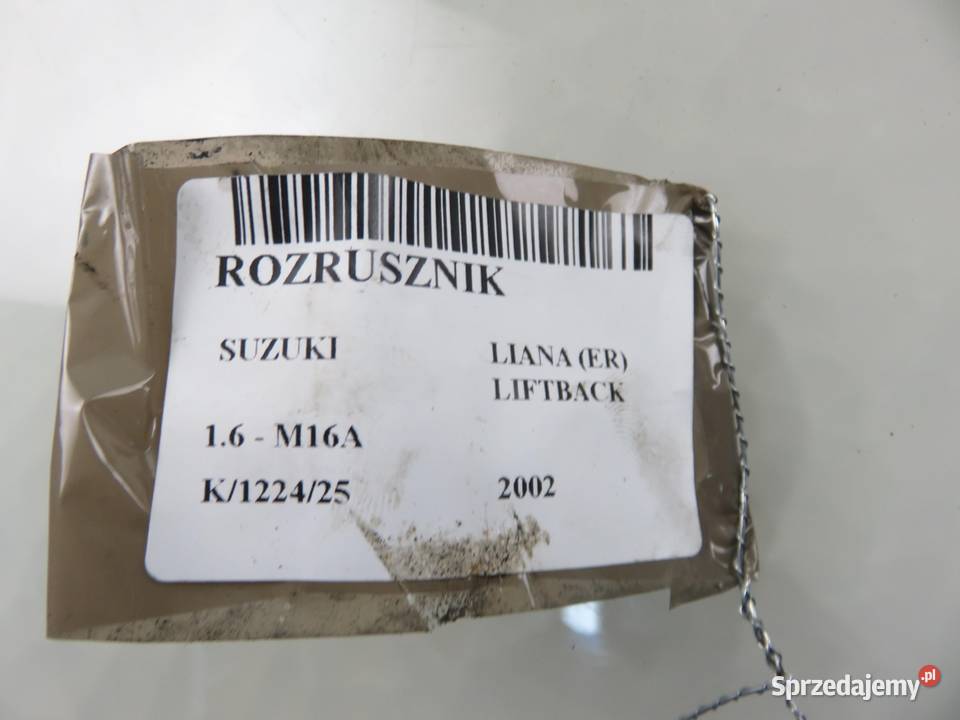 ROZRUSZNIK
SUZUKI
LIANA (ER)
LIFTBACK
1.6 - M16A
K/1224/25
2002
Sprzedajemy.pl